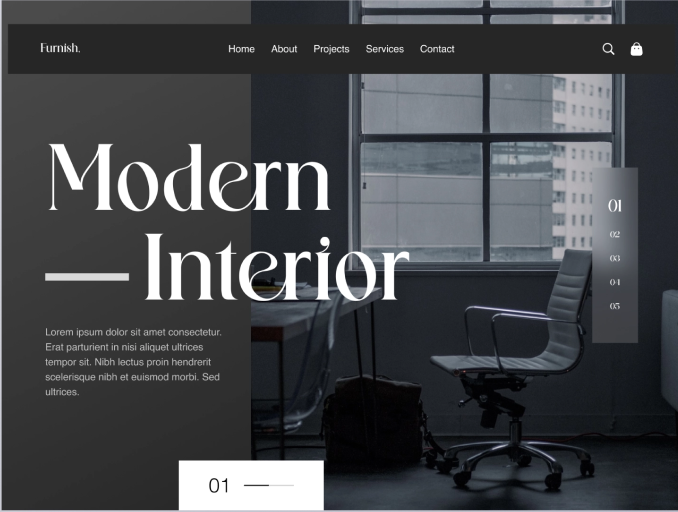 Furnish.
Home About Projects Services Contact
Modern
Interior
Lorem ipsum dolor sit amet consectetur.
Erat parturient in nisi aliquet ultrices
tempor sit. Nibh lectus proin hendrerit
scelerisque nibh et euismod morbi. Sed
ultrices.
01
02
03
04
05
01